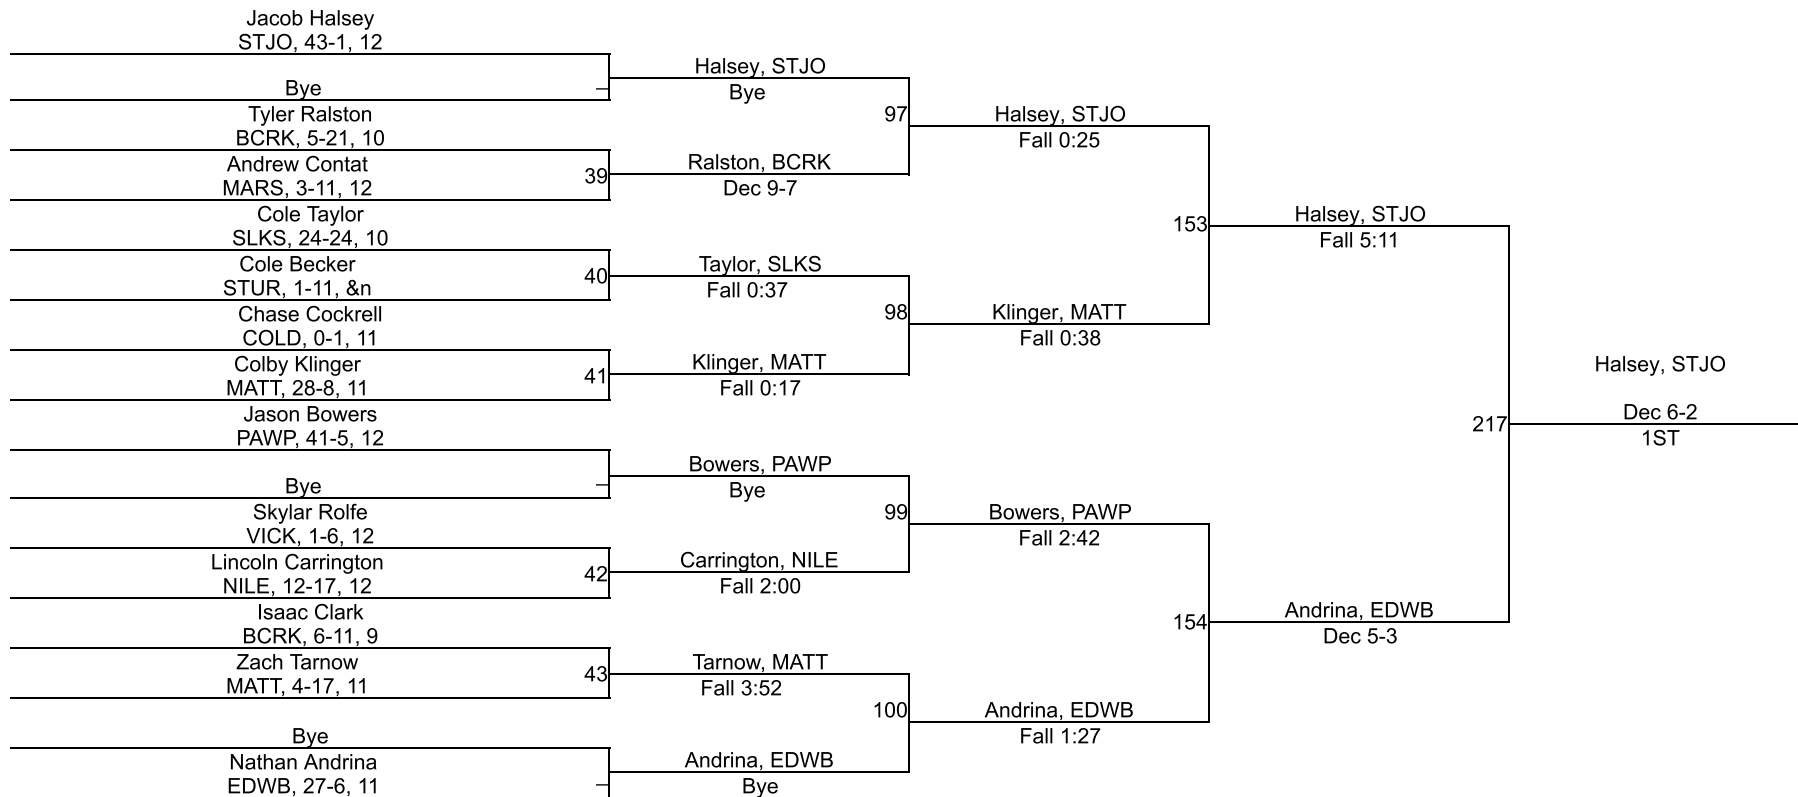 Jacob Halsey
STJO, 43-1, 12
Bye
Tyler Ralston
BCRK, 5-21, 10
Andrew Contat
MARS, 3-11, 12
39
Cole Taylor
SLKS, 24-24, 10
Cole Becker
STUR, 1-11, &n
40
Chase Cockrell
COLD, 0-1, 11
Colby Klinger
MATT, 28-8, 11
41
Jason Bowers
PAWP, 41-5, 12
Bye
Skylar Rolfe
VICK, 1-6, 12
Lincoln Carrington
NILE, 12-17, 12
42
Isaac Clark
BCRK, 6-11, 9
Zach Tarnow
MATT, 4-17, 11
43
Bye
Nathan Andrina
EDWB, 27-6, 11
Halsey, STJO
Bye
97
Ralston, BCRK
Dec 9-7
Taylor, SLKS
Fall 0:37
98
Klinger, MATT
Fall 0:17
Bowers, PAWP
Bye
99
Carrington, NILE
Fall 2:00
Tarnow, MATT
Fall 3:52
100
Andrina, EDWB
Bye
Halsey, STJO
Fall 0:25
153
Klinger, MATT
Fall 0:38
Bowers, PAWP
Fall 2:42
154
Andrina, EDWB
Fall 1:27
Halsey, STJO
Fall 5:11
217
Andrina, EDWB
Dec 5-3
Halsey, STJO
Dec 6-2
1ST